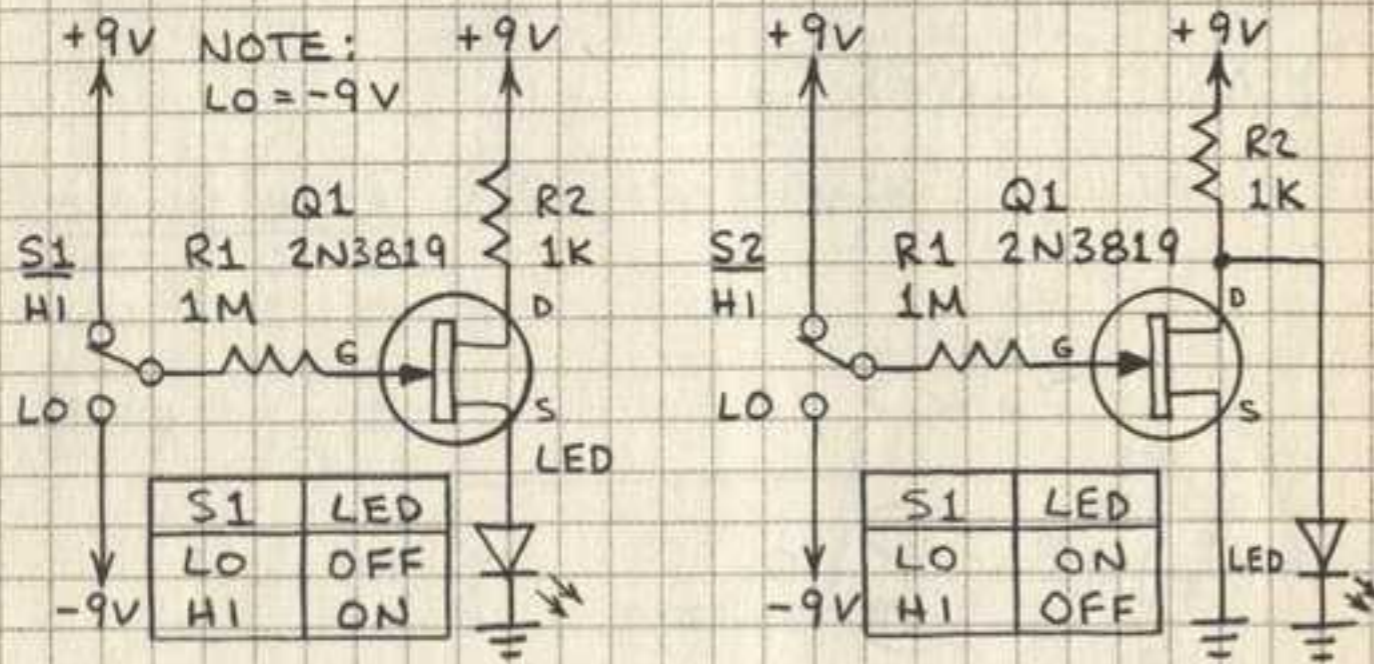 +9V NOTE: +9V
LO = -9V
Q1
2N3819
R2
1K
S1
HI
R1
1M
G
D
S
LO
LED
-9V
S1 LED
LO OFF
HI ON
+9V +9V
R2
1K
Q1
2N3819
S2
HI
R1
1M
G
D
S
LO
LED
-9V
S1 LED
LO ON
HI OFF